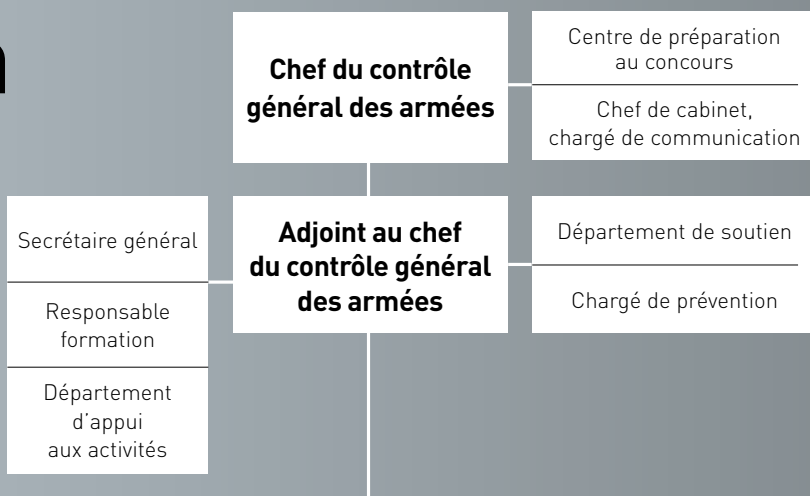 n
Chef du contrôle
général des armées
Centre de préparation
au concours
Chef de cabinet,
chargé de communication
Secrétaire général
Responsable
formation
Département
d'appui
aux activités
Adjoint au chef
du contrôle général
des armées
Département de soutien
Chargé de prévention